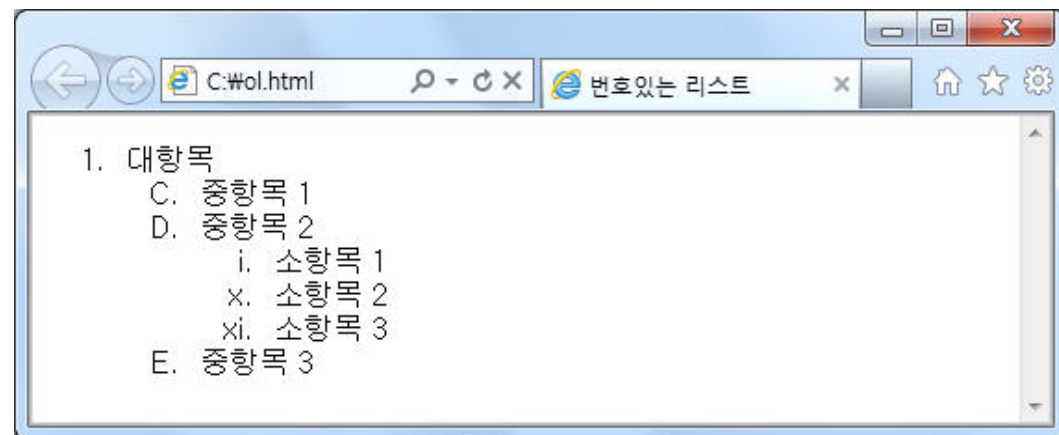 C:₩ol.html
번호있는 리스트
1. 대항목
C. 중항목 1
D. 중항목 2
i. 소항목 1
x. 소항목 2
xi. 소항목 3
E. 중항목 3